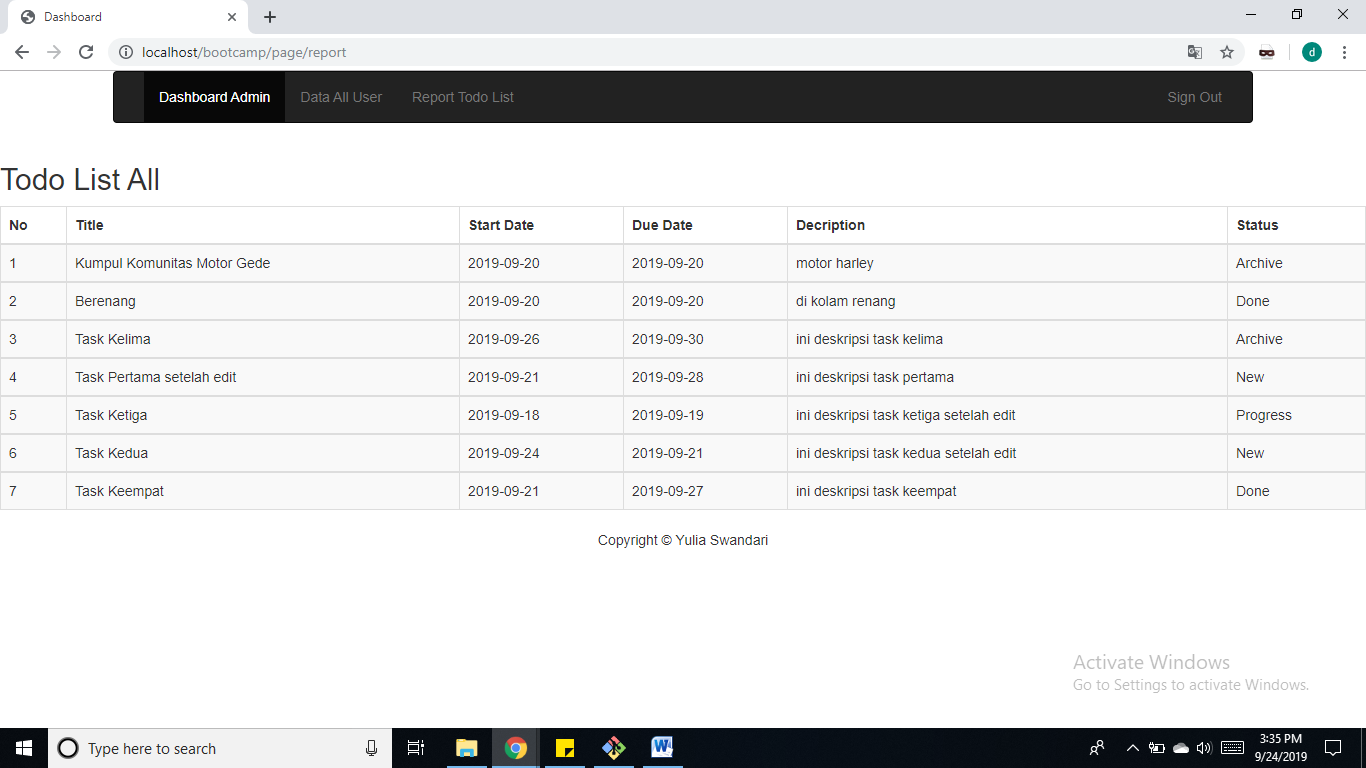 Dashboard
localhost/bootcamp/page/report
d
Dashboard Admin Data All User Report Todo List Sign Out
Todo List All
No Title Start Date Due Date Decription Status
1 Kumpul Komunitas Motor Gede 2019-09-20 2019-09-20 motor harley Archive
2 Berenang 2019-09-20 2019-09-20 di kolam renang Done
3 Task Kelima 2019-09-26 2019-09-30 ini deskripsi task kelima Archive
4 Task Pertama setelah edit 2019-09-21 2019-09-28 ini deskripsi task pertama New
5 Task Ketiga 2019-09-18 2019-09-19 ini deskripsi task ketiga setelah edit Progress
6 Task Kedua 2019-09-24 2019-09-21 ini deskripsi task kedua setelah edit New
7 Task Keempat 2019-09-21 2019-09-27 ini deskripsi task keempat Done
Copyright © Yulia Swandari
Activate Windows
Go to Settings to activate Windows.
Type here to search
3:35 PM
9/24/2019